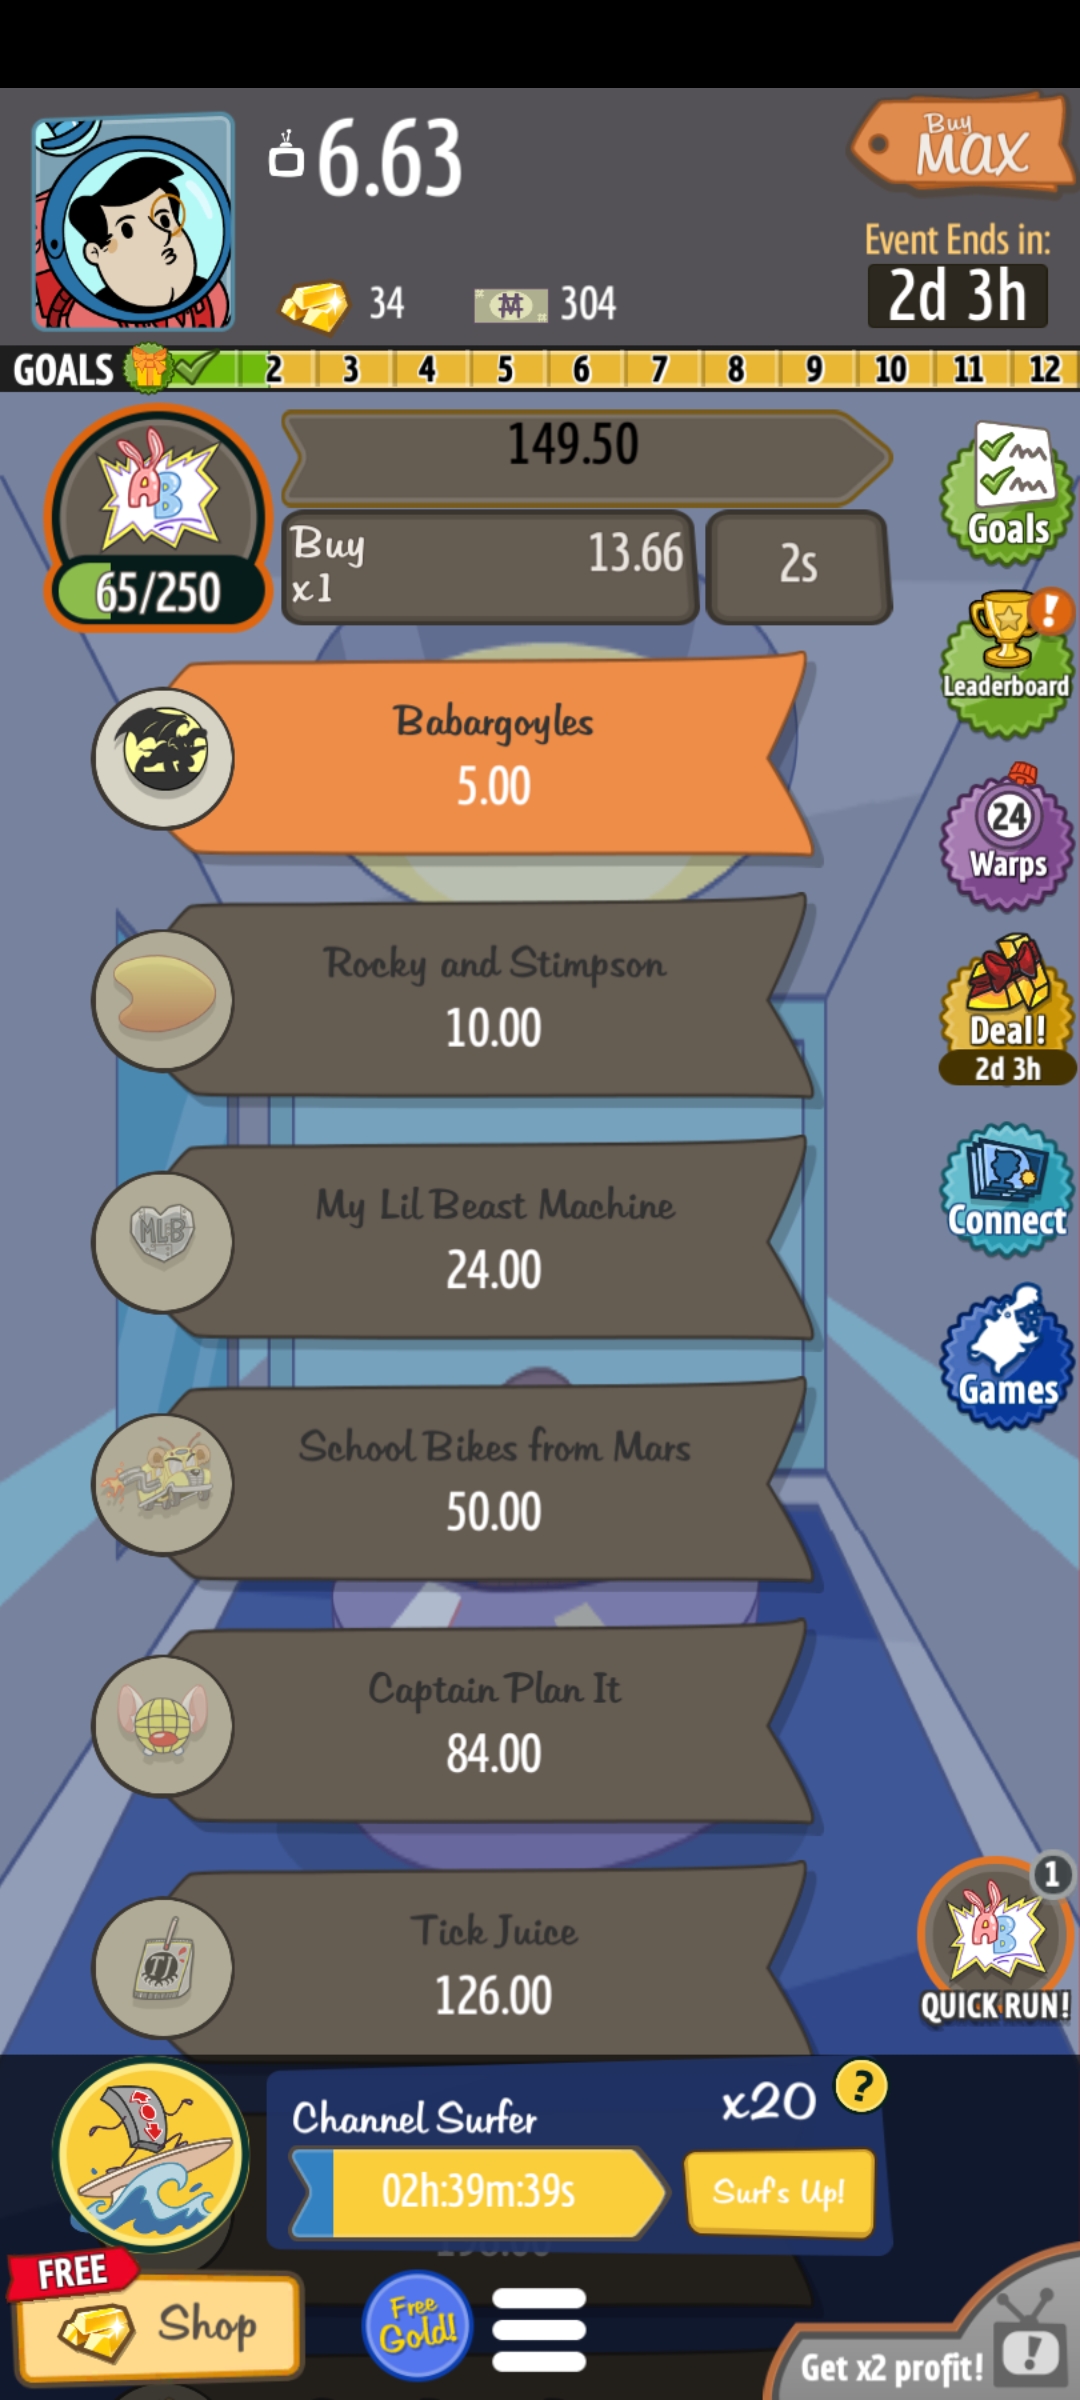 6.63
Buy
Max
34
304
Event Ends in:
2d 3h
GOALS 2 3 4 5 6 7 8 9 10 11 12
AB
149.50
65/250
Buy
x1
13.66
2s
Goals
!
Leaderboard
Babargoyles
5.00
24
Warps
Rocky and Stimpson
10.00
Deal!
2d 3h
MLB
My Lil Beast Machine
24.00
Connect
Games
School Bikes from Mars
50.00
Captain Plan It
84.00
TJ
Tick Juice
126.00
1
AB
QUICK RUN!
Channel Surfer
x20
?
02h:39m:39s
Surf's Up!
FREE
Shop
Free
Gold!
Get x2 profit!
!